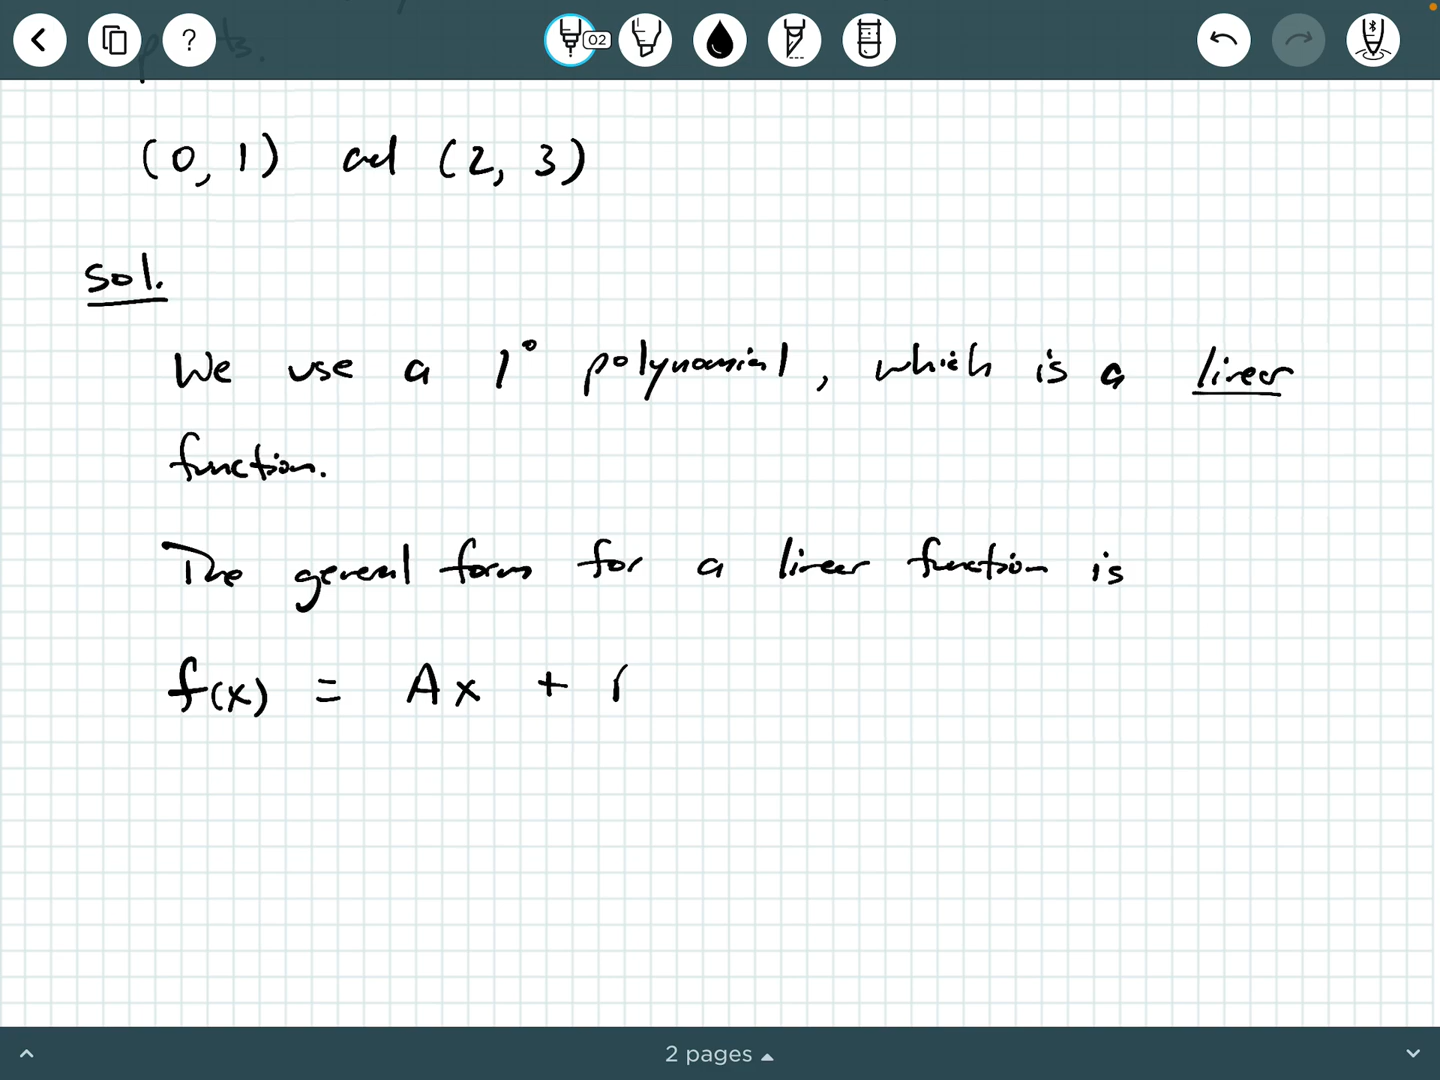 ?
02
(0, 1) and (2, 3)
Sol.
We use a 1° polynomial, which is a linear
function.
The general form for a linear function is
f(x) = Ax +
2 pages